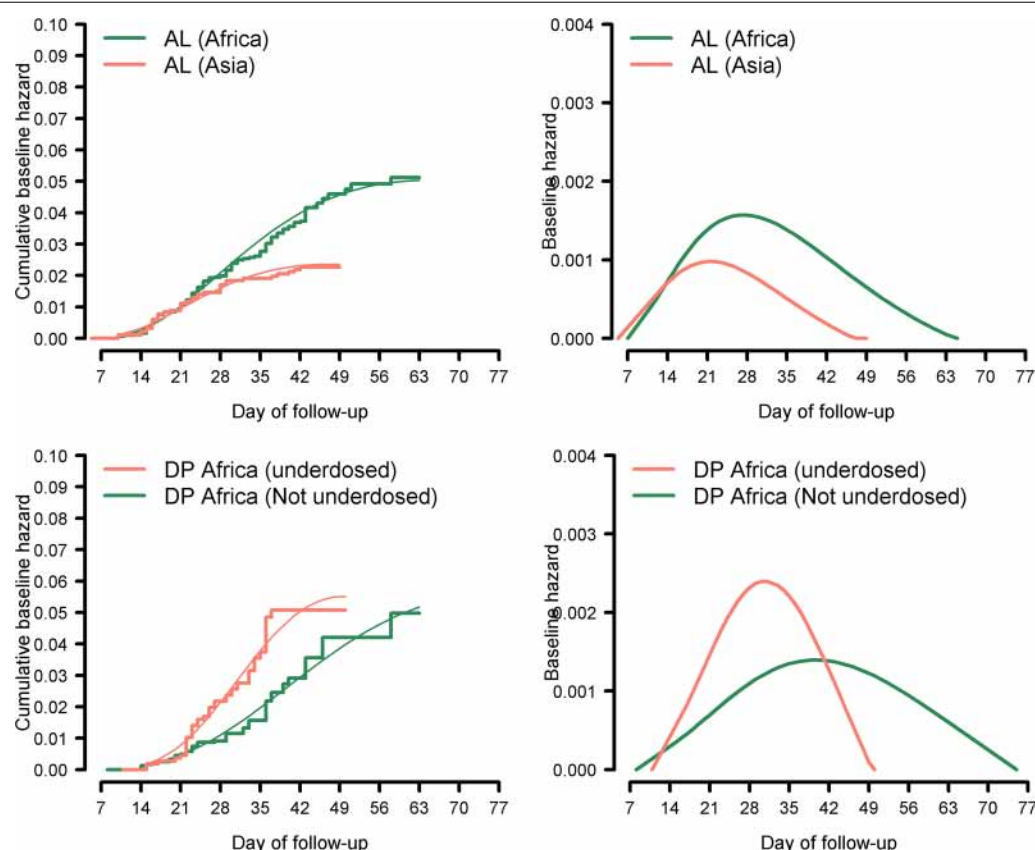 0.10
0.09
0.08
0.07
0.06
0.05
0.04
0.03
0.02
0.01
0.00
Cumulative baseline hazard
AL (Africa)
AL (Asia)
7 14 21 28 35 42 49 56 63 70 77
Day of follow-up
0.004
0.003
0.002
0.001
0.000
Baseline hazard
AL (Africa)
AL (Asia)
7 14 21 28 35 42 49 56 63 70 77
Day of follow-up
0.10
0.09
0.08
0.07
0.06
0.05
0.04
0.03
0.02
0.01
0.00
Cumulative baseline hazard
DP Africa (underdosed)
DP Africa (Not underdosed)
7 14 21 28 35 42 49 56 63 70 77
Day of follow-up
0.004
0.003
0.002
0.001
0.000
Baseline hazard
DP Africa (underdosed)
DP Africa (Not underdosed)
7 14 21 28 35 42 49 56 63 70 77
Day of follow-up